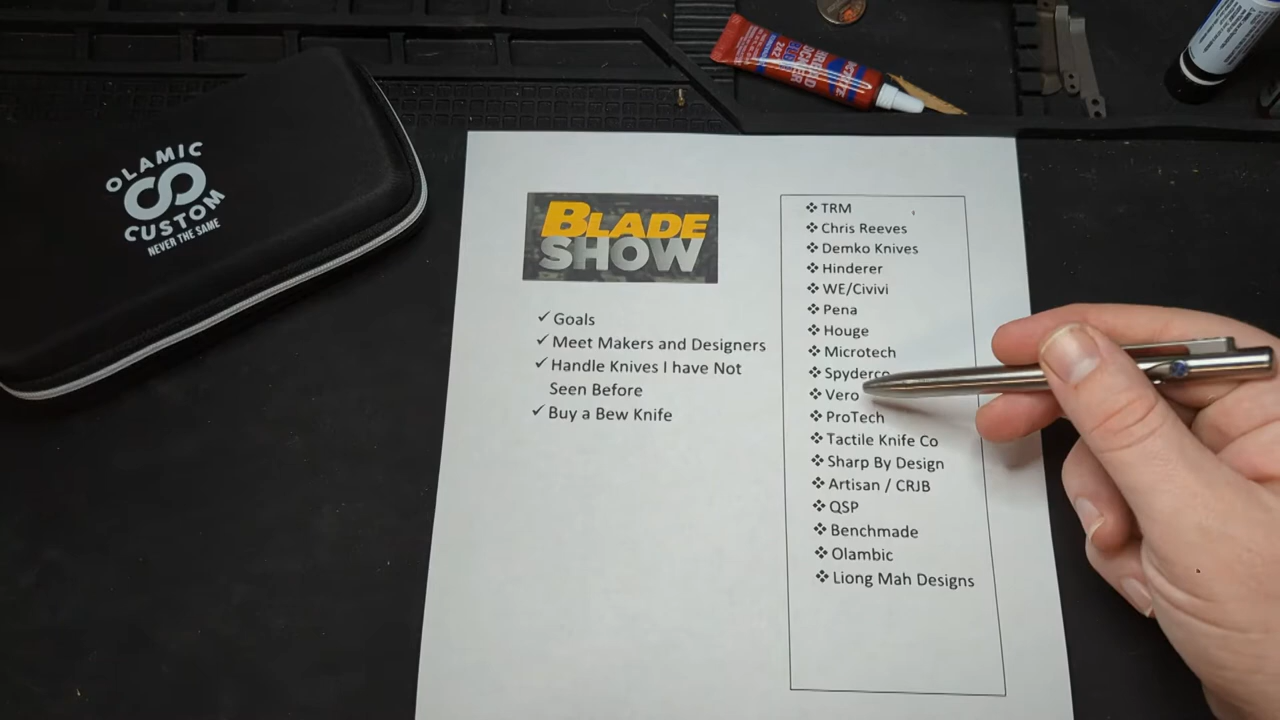 OLAMIC
CUSTOM
NEVER THE SAME
BLADE
SHOW
Goals
Meet Makers and Designers
Handle Knives I have Not
Seen Before
Buy a Bew Knife
TRM
Chris Reeves
Demko Knives
Hinderer
WE/Civivi
Pena
Houge
Microtech
Spyderco
Vero
ProTech
Tactile Knife Co
Sharp By Design
Artisan / CRJB
QSP
Benchmade
Olambic
Liong Mah Designs
242